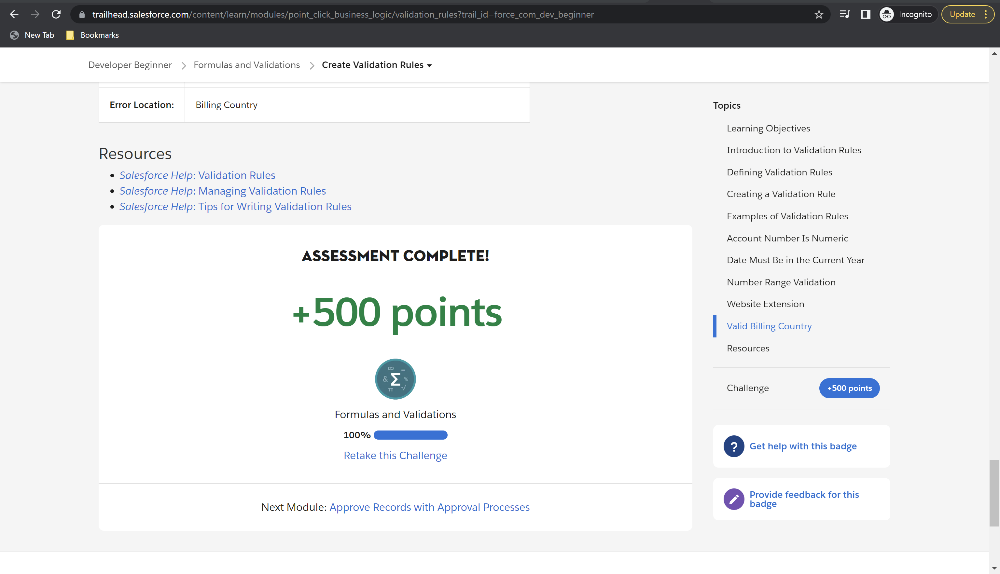 trailhead.salesforce.com/content/learn/modules/point_click_business_logic/validation_rules?trail_id=force_com_dev_beginner
Incognito
Update
New Tab
Bookmarks
Developer Beginner
Formulas and Validations
Create Validation Rules
Error Location:
Billing Country
Resources
Salesforce Help: Validation Rules
Salesforce Help: Managing Validation Rules
Salesforce Help: Tips for Writing Validation Rules
ASSESSMENT COMPLETE!
+500 points
∞ =
& Σ %
π √
Formulas and Validations
100%
Retake this Challenge
Next Module: Approve Records with Approval Processes
Topics
Learning Objectives
Introduction to Validation Rules
Defining Validation Rules
Creating a Validation Rule
Examples of Validation Rules
Account Number Is Numeric
Date Must Be in the Current Year
Number Range Validation
Website Extension
Valid Billing Country
Resources
Challenge
+500 points
?
Get help with this badge
Provide feedback for this
badge